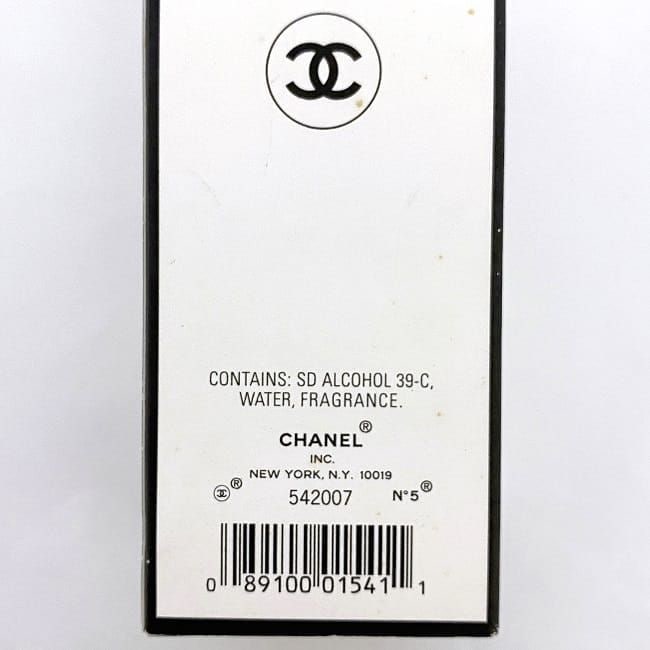 CONTAINS: SD ALCOHOL 39-C,
WATER, FRAGRANCE.
CHANEL®
INC.
NEW YORK, N.Y. 10019
® 542007 N°5®
0 89100 01541 1